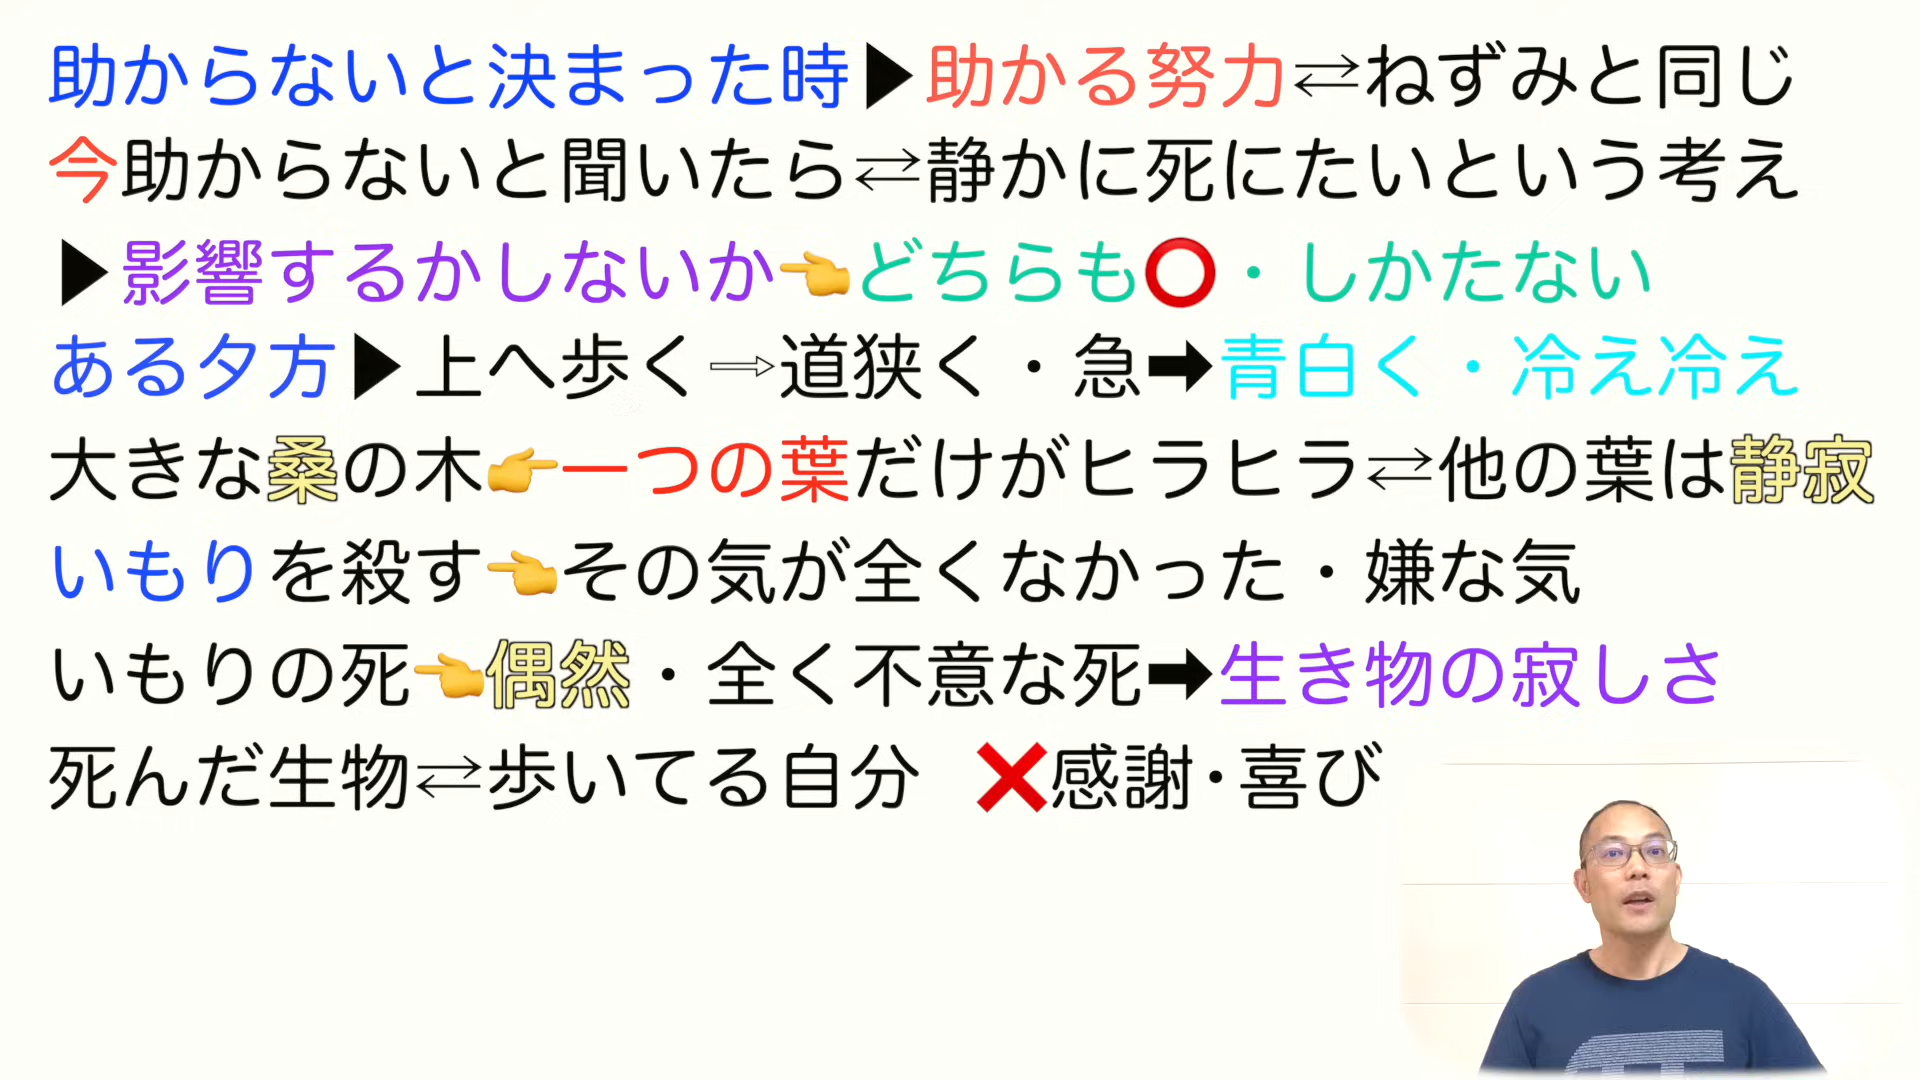 助からないと決まった時▶助かる努力⇄ねずみと同じ
今助からないと聞いたら⇄静かに死にたいという考え
▶影響するかしないか👈どちらも⭕・しかたない
ある夕方▶上へ歩く⇨道狭く・急➡青白く・冷え冷え
大きな桑の木👉一つの葉だけがヒラヒラ⇄他の葉は静寂
いもりを殺す👈その気が全くなかった・嫌な気
いもりの死👈偶然・全く不意な死➡生き物の寂しさ
死んだ生物⇄歩いてる自分 ❌感謝・喜び